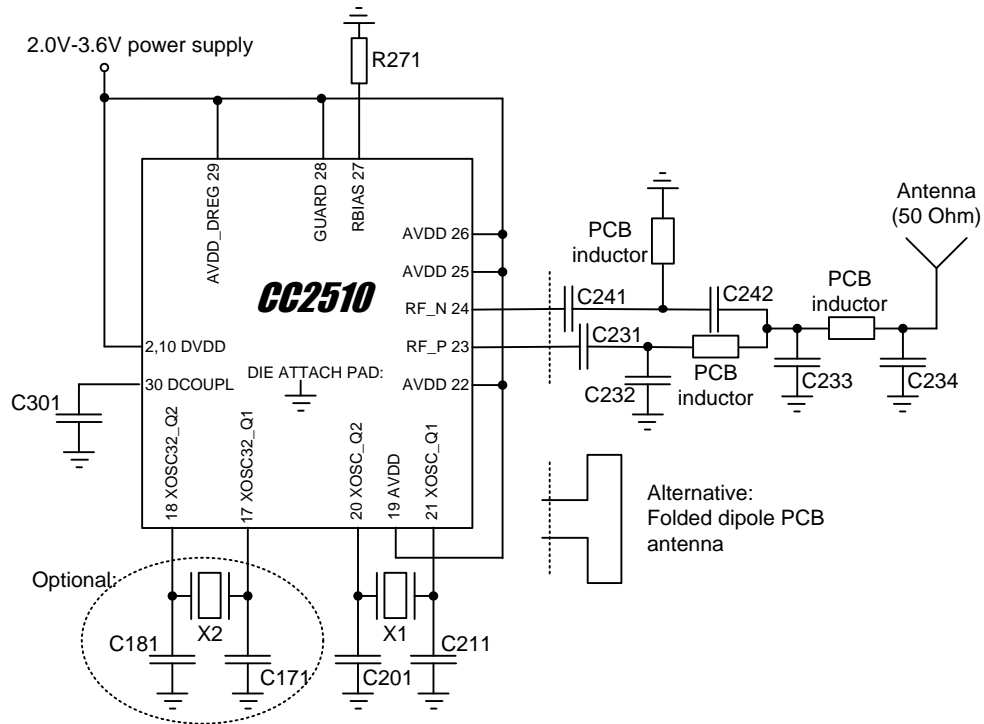 2.0V-3.6V power supply
R271
AVDD_DREG 29
GUARD 28
RBIAS 27
Antenna
(50 Ohm)
PCB
inductor
AVDD 26
AVDD 25
CC2510
RF_N 24
C241
C242
PCB
inductor
RF_P 23
C231
2,10 DVDD
30 DCOUPL
DIE ATTACH PAD:
AVDD 22
C232
PCB
inductor
C233
C234
C301
18 XOSC32_Q2
17 XOSC32_Q1
20 XOSC_Q2
19 AVDD
21 XOSC_Q1
Alternative:
Folded dipole PCB
antenna
Optional:
X2
X1
C181
C171
C201
C211